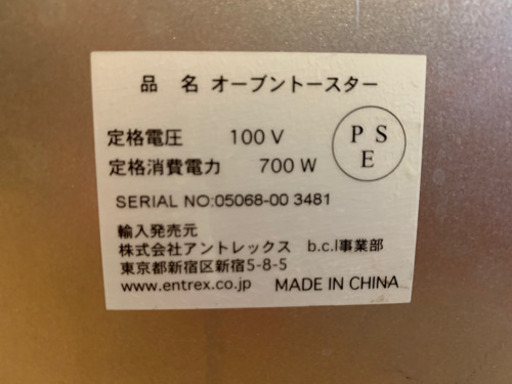 品 名 オーブントースター
定格電圧 100 V
定格消費電力 700 W
P S
E
SERIAL NO:05068-00 3481
輸入発売元
株式会社アントレックス b.c.l事業部
東京都新宿区新宿5-8-5
www.entrex.co.jp MADE IN CHINA